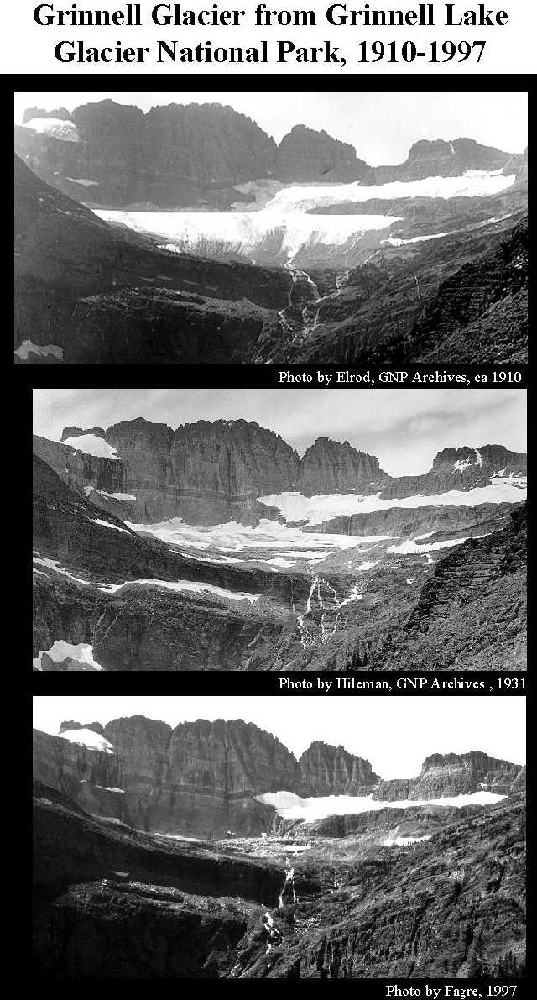 Grinnell Glacier from Grinnell Lake
Glacier National Park, 1910-1997
Photo by Elrod, GNP Archives, ca 1910
Photo by Hileman, GNP Archives , 1931
Photo by Fagre, 1997